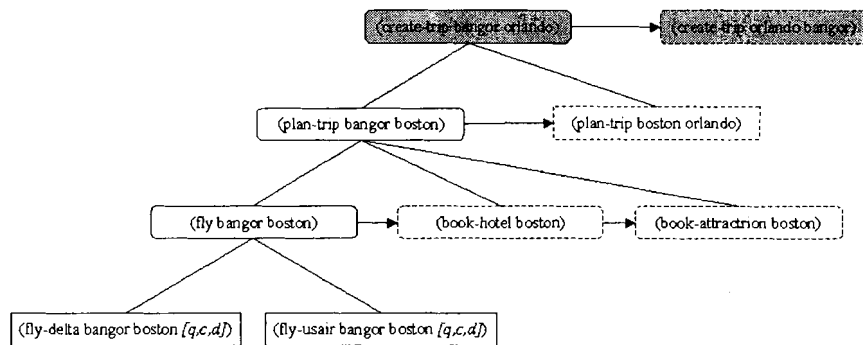 (create-trip bangor orlando) (create-trip orlando bangor)
(plan-trip bangor boston) (plan-trip boston orlando)
(fly bangor boston) (book-hotel boston) (book-attractrion boston)
(fly-delta bangor boston [q,c,d]) (fly-usair bangor boston [q,c,d])